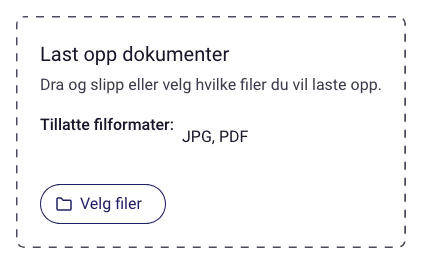 Last opp dokumenter
Dra og slipp eller velg hvilke filer du vil laste opp.
Tillatte filformater:
JPG, PDF
Velg filer